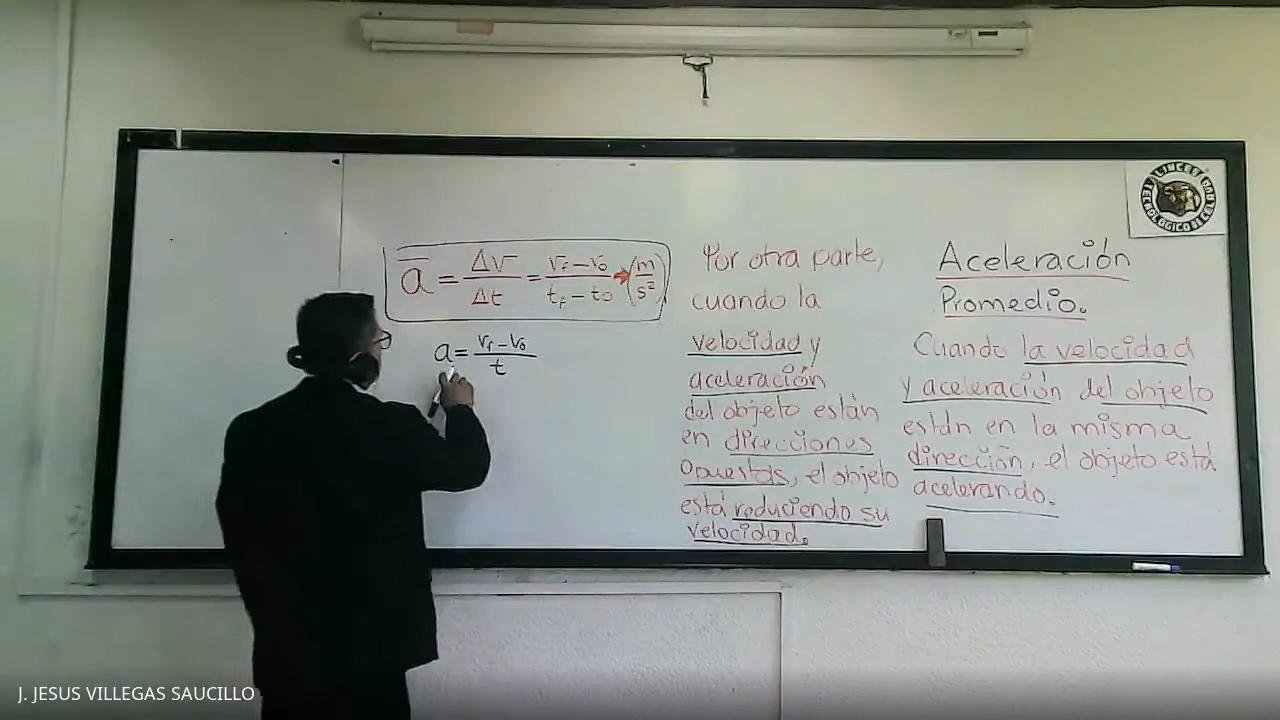 Aceleración
Promedio.
Cuando la velocidad
y aceleración del objeto
están en la misma
dirección, el objeto está
acelerando.
Por otra parte,
cuando la
velocidad y
aceleración
del objeto están
en direcciones
opuestas, el objeto
está reduciendo su
velocidad.
a̅ = Δv/Δt = (vf - vo)/(tf - to) → (m/s²)
a = (vf - vo)/t
LINCES
J. JESUS VILLEGAS SAUCILLO